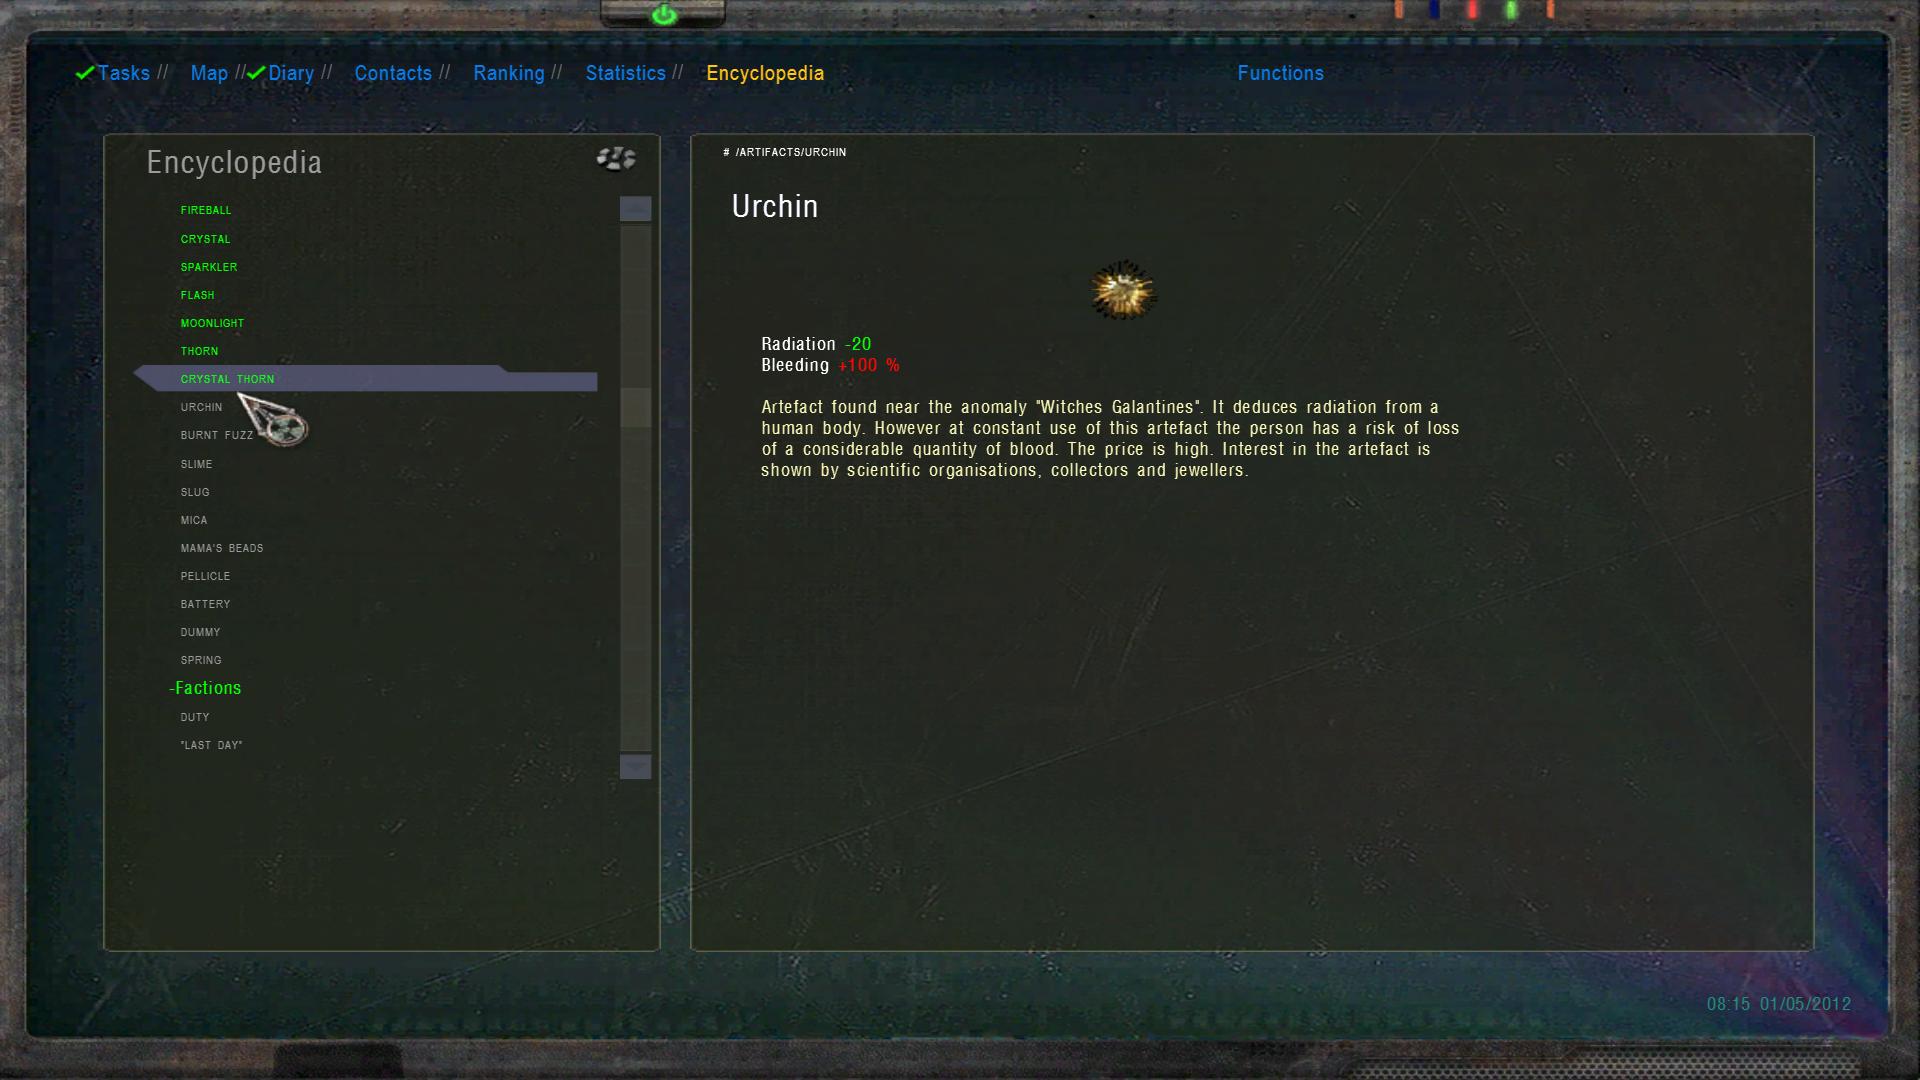 Tasks // Map // Diary // Contacts // Ranking // Statistics // Encyclopedia Functions
Encyclopedia
FIREBALL
CRYSTAL
SPARKLER
FLASH
MOONLIGHT
THORN
CRYSTAL THORN
URCHIN
BURNT FUZZ
SLIME
SLUG
MICA
MAMA'S BEADS
PELLICLE
BATTERY
DUMMY
SPRING
-Factions
DUTY
"LAST DAY"
# /ARTIFACTS/URCHIN
Urchin
Radiation -20
Bleeding +100 %
Artefact found near the anomaly "Witches Galantines". It deduces radiation from a
human body. However at constant use of this artefact the person has a risk of loss
of a considerable quantity of blood. The price is high. Interest in the artefact is
shown by scientific organisations, collectors and jewellers.
08:15 01/05/2012